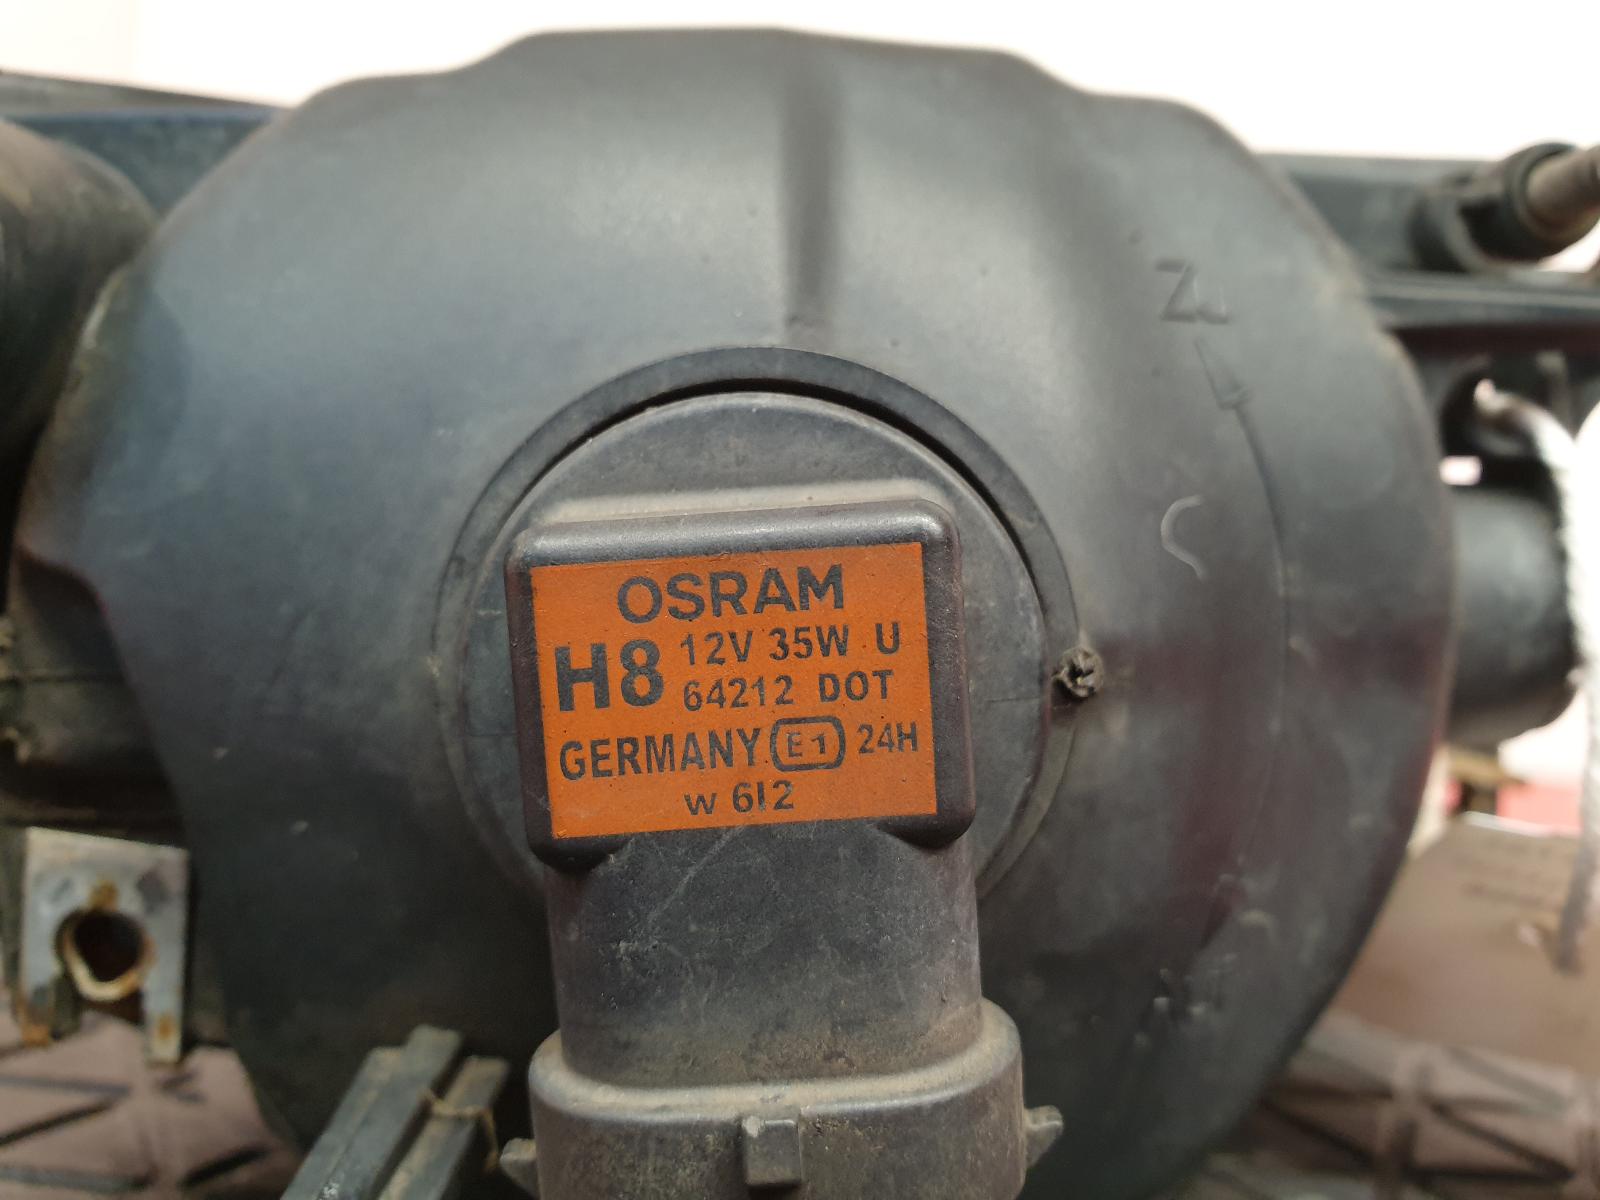 OSRAM
H8 12V 35W U
64212 DOT
GERMANY E1 24H
w 612